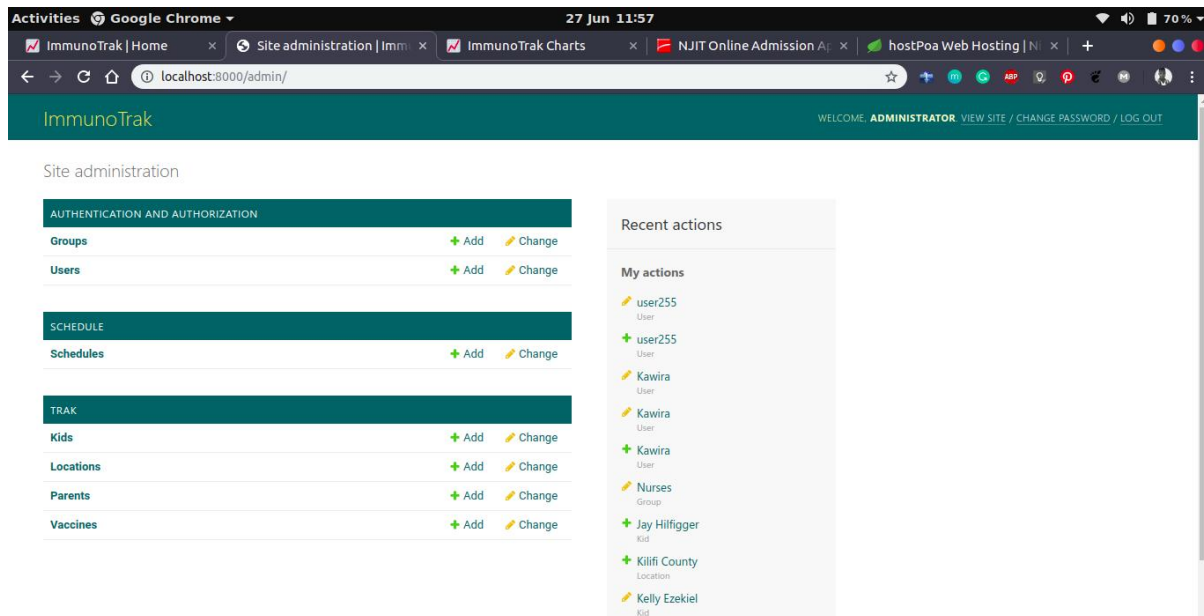 Activities Google Chrome 27 Jun 11:57 70 %
ImmunoTrak | Home Site administration | Imm ImmunoTrak Charts NJIT Online Admission Ap hostPoa Web Hosting | Ni
localhost:8000/admin/ ABP
ImmunoTrak WELCOME, ADMINISTRATOR. VIEW SITE / CHANGE PASSWORD / LOG OUT
Site administration
AUTHENTICATION AND AUTHORIZATION
Groups + Add Change
Users + Add Change
SCHEDULE
Schedules + Add Change
TRAK
Kids + Add Change
Locations + Add Change
Parents + Add Change
Vaccines + Add Change
Recent actions
My actions
user255
User
+ user255
User
Kawira
User
Kawira
User
+ Kawira
User
Nurses
Group
+ Jay Hilfigger
Kid
+ Kilifi County
Location
Kelly Ezekiel
Kid